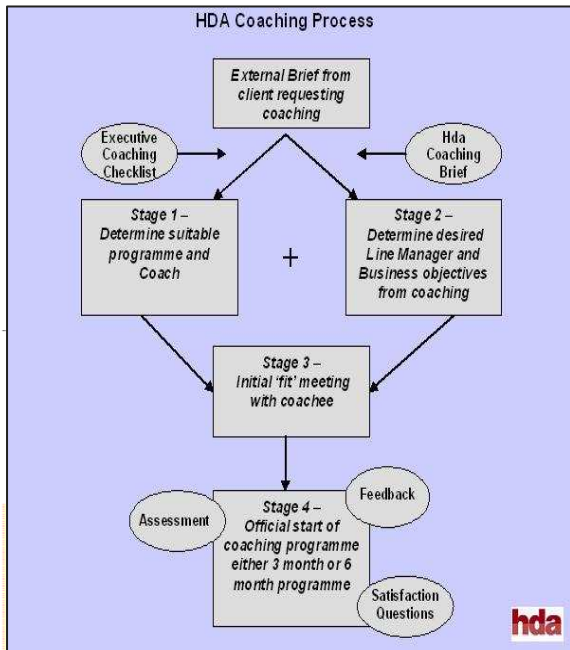 HDA Coaching Process
External Brief from
client requesting
coaching
Executive
Coaching
Checklist
Hda
Coaching
Brief
Stage 1 –
Determine suitable
programme and
Coach
+
Stage 2 –
Determine desired
Line Manager and
Business objectives
from coaching
Stage 3 –
Initial ‘fit’ meeting
with coachee
Stage 4 –
Official start of
coaching programme
either 3 month or 6
month programme
Assessment
Feedback
Satisfaction
Questions
hda